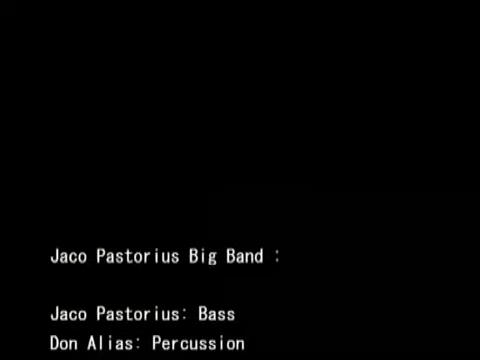 Jaco Pastorius Big Band :
Jaco Pastorius: Bass
Don Alias: Percussion